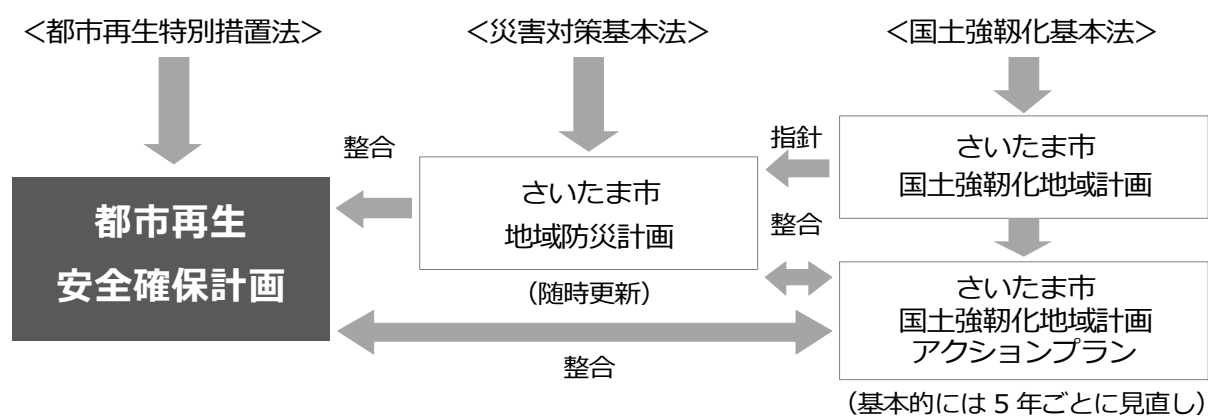 ＜都市再生特別措置法＞
＜災害対策基本法＞
＜国土強靱化基本法＞
整合
指針
都市再生
安全確保計画
さいたま市
地域防災計画
（随時更新）
さいたま市
国土強靱化地域計画
整合
さいたま市
国土強靱化地域計画
アクションプラン
整合
（基本的には 5 年ごとに見直し）